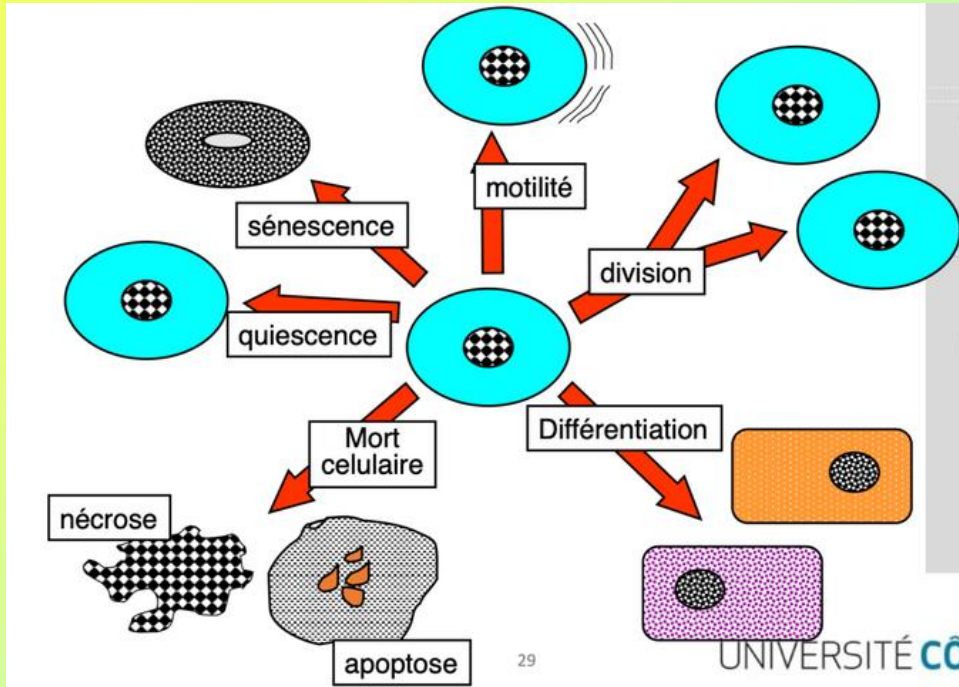 motilité
sénescence
division
quiescence
Mort
celulaire
Différentiation
nécrose
apoptose
29
UNIVERSITÉ CÔ